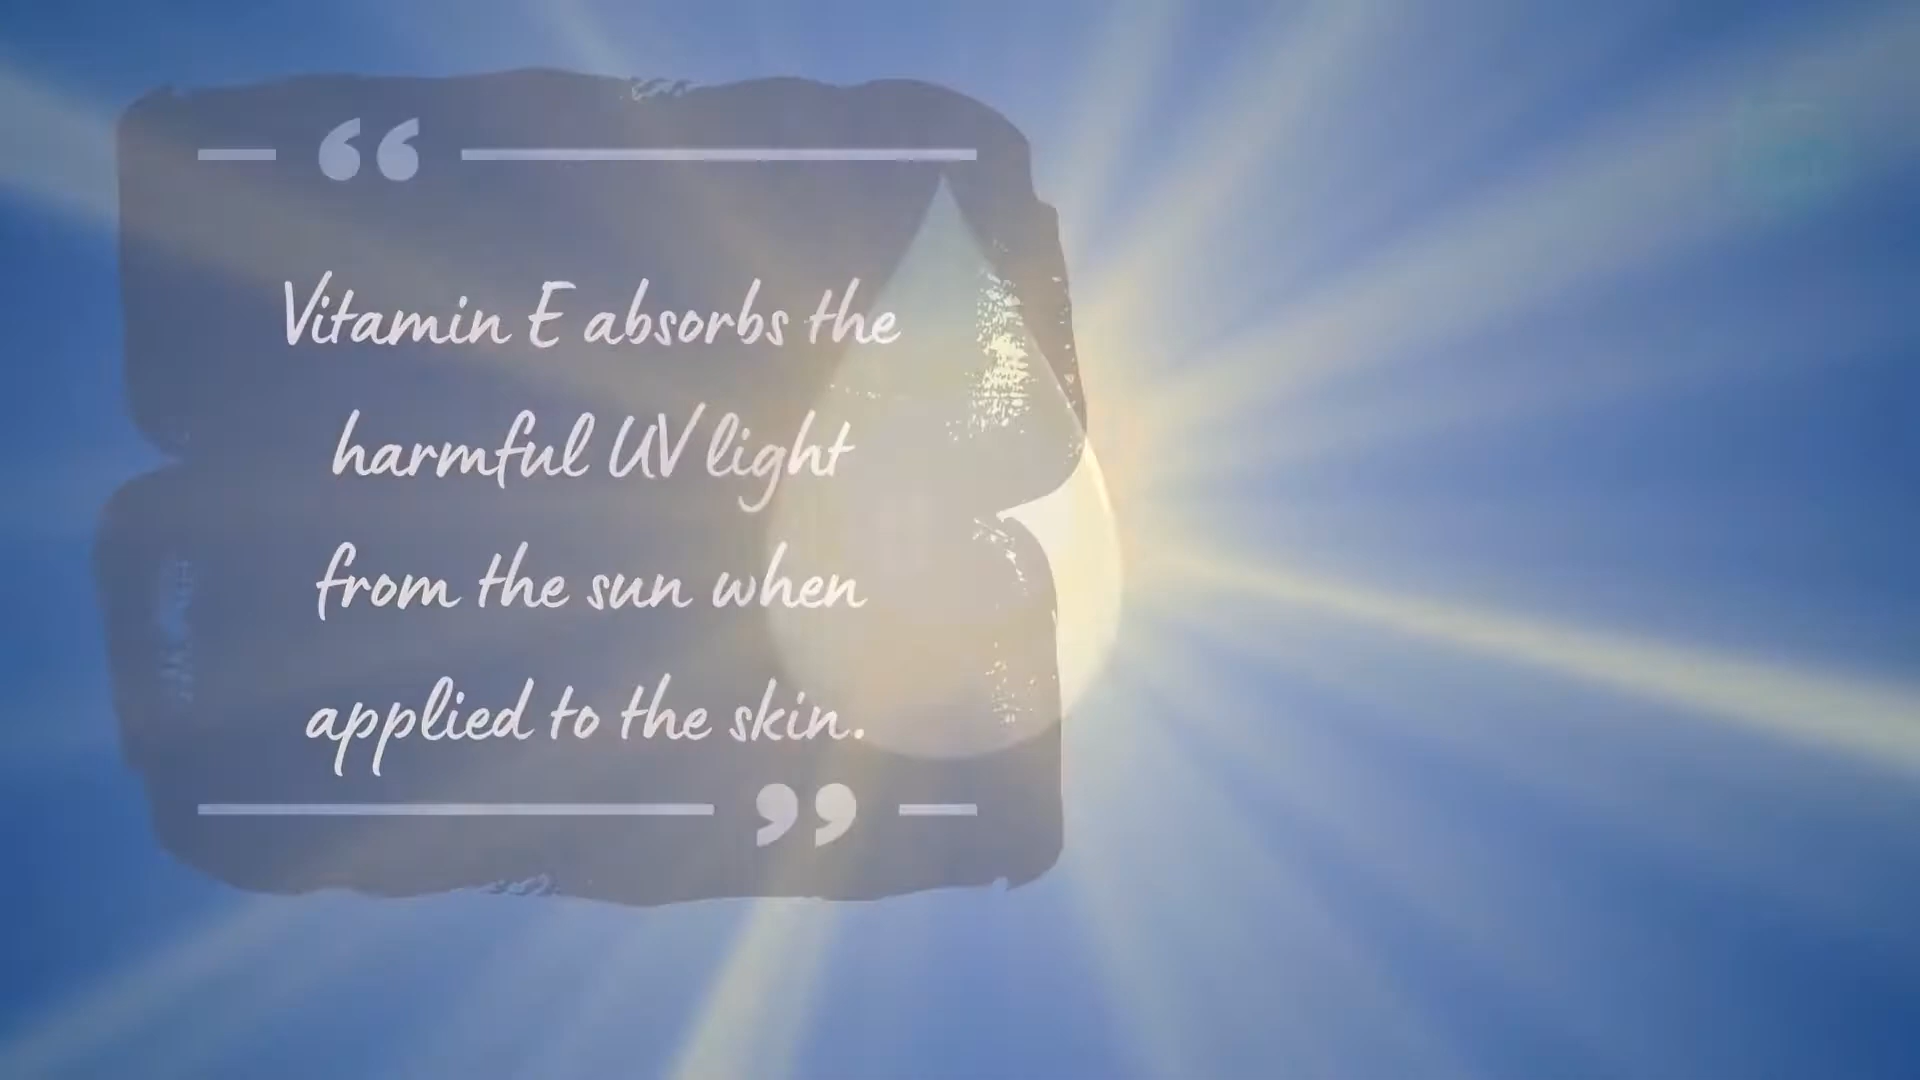 “
Vitamin E absorbs the
harmful UV light
from the sun when
applied to the skin.
”